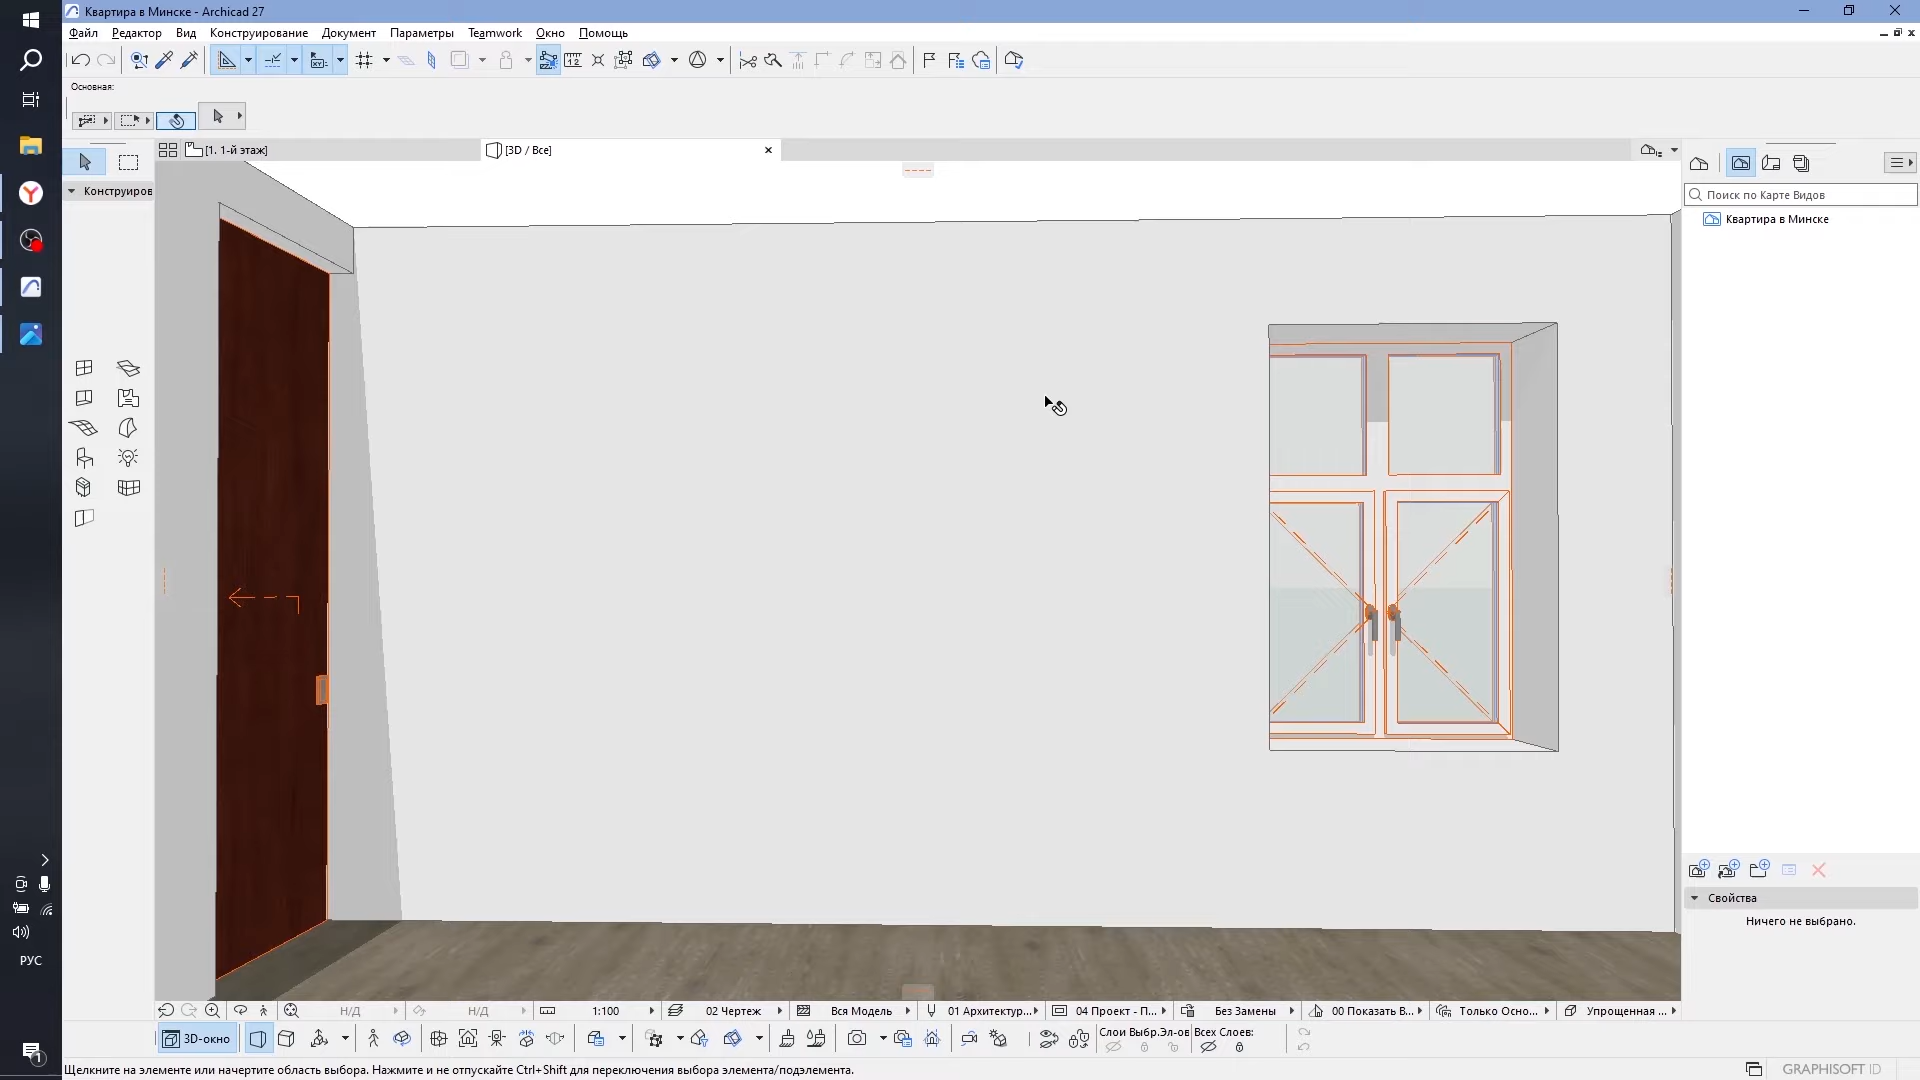 Квартира в Минске - Archicad 27
Файл Редактор Вид Конструирование Документ Параметры Teamwork Окно Помощь
Основная:
[1. 1-й этаж]
[3D / Все]
Конструиров
Поиск по Карте Видов
Квартира в Минске
Свойства
Ничего не выбрано.
РУС
1
Н/Д
Н/Д
1:100
02 Чертеж
Вся Модель
01 Архитектур...
04 Проект - П...
Без Замены
00 Показать В...
Только Осно...
Упрощенная ...
3D-окно
Слои Выбр.Эл-ов
Всех Слоев:
Щелкните на элементе или начертите область выбора. Нажмите и не отпускайте Ctrl+Shift для переключения выбора элемента/подэлемента.
GRAPHISOFT ID